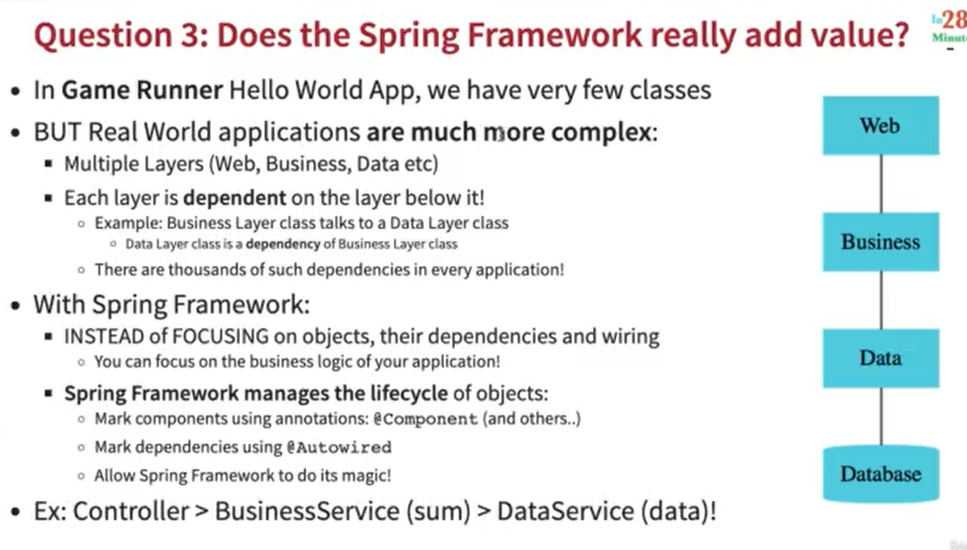 Question 3: Does the Spring Framework really add value?
In28
Minut
• In Game Runner Hello World App, we have very few classes
• BUT Real World applications are much more complex:
▪ Multiple Layers (Web, Business, Data etc)
▪ Each layer is dependent on the layer below it!
○ Example: Business Layer class talks to a Data Layer class
○ Data Layer class is a dependency of Business Layer class
○ There are thousands of such dependencies in every application!
• With Spring Framework:
▪ INSTEAD of FOCUSING on objects, their dependencies and wiring
○ You can focus on the business logic of your application!
▪ Spring Framework manages the lifecycle of objects:
○ Mark components using annotations: @Component (and others..)
○ Mark dependencies using @Autowired
○ Allow Spring Framework to do its magic!
• Ex: Controller > BusinessService (sum) > DataService (data)!
Web
Business
Data
Database